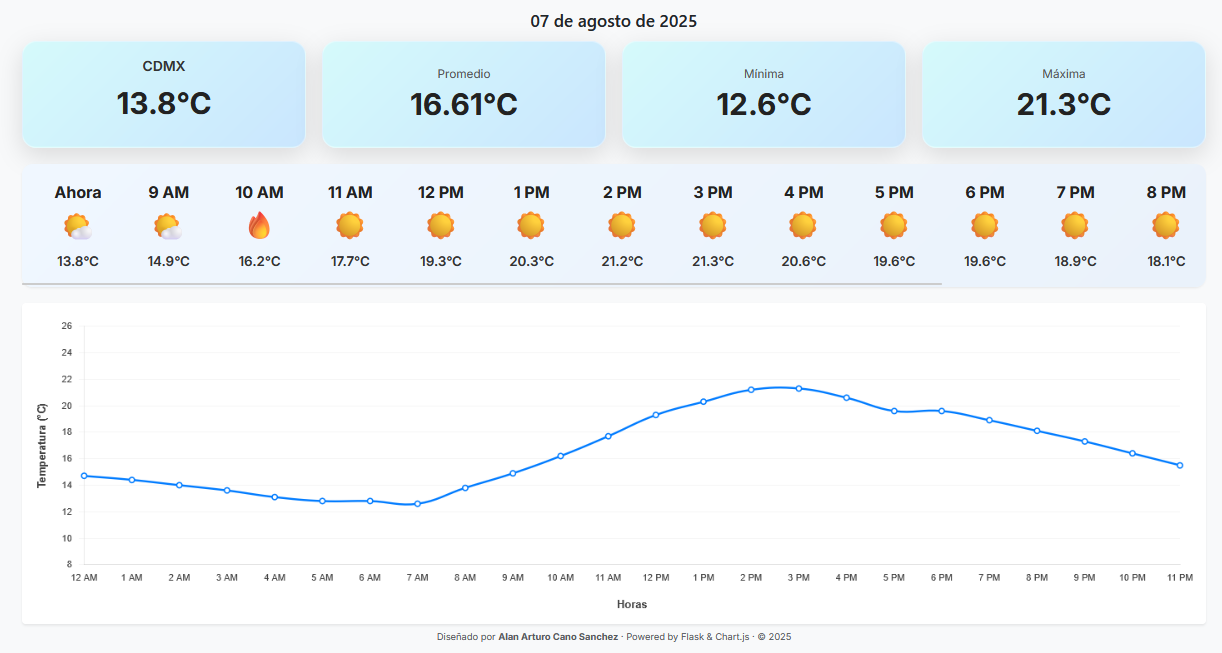 07 de agosto de 2025
CDMX
13.8°C
Promedio
16.61°C
Mínima
12.6°C
Máxima
21.3°C
Ahora 9 AM 10 AM 11 AM 12 PM 1 PM 2 PM 3 PM 4 PM 5 PM 6 PM 7 PM 8 PM
13.8°C 14.9°C 16.2°C 17.7°C 19.3°C 20.3°C 21.2°C 21.3°C 20.6°C 19.6°C 19.6°C 18.9°C 18.1°C
Temperatura (°C)
26
24
22
20
18
16
14
12
10
8
12 AM 1 AM 2 AM 3 AM 4 AM 5 AM 6 AM 7 AM 8 AM 9 AM 10 AM 11 AM 12 PM 1 PM 2 PM 3 PM 4 PM 5 PM 6 PM 7 PM 8 PM 9 PM 10 PM 11 PM
Horas
Diseñado por Alan Arturo Cano Sanchez · Powered by Flask & Chart.js · © 2025